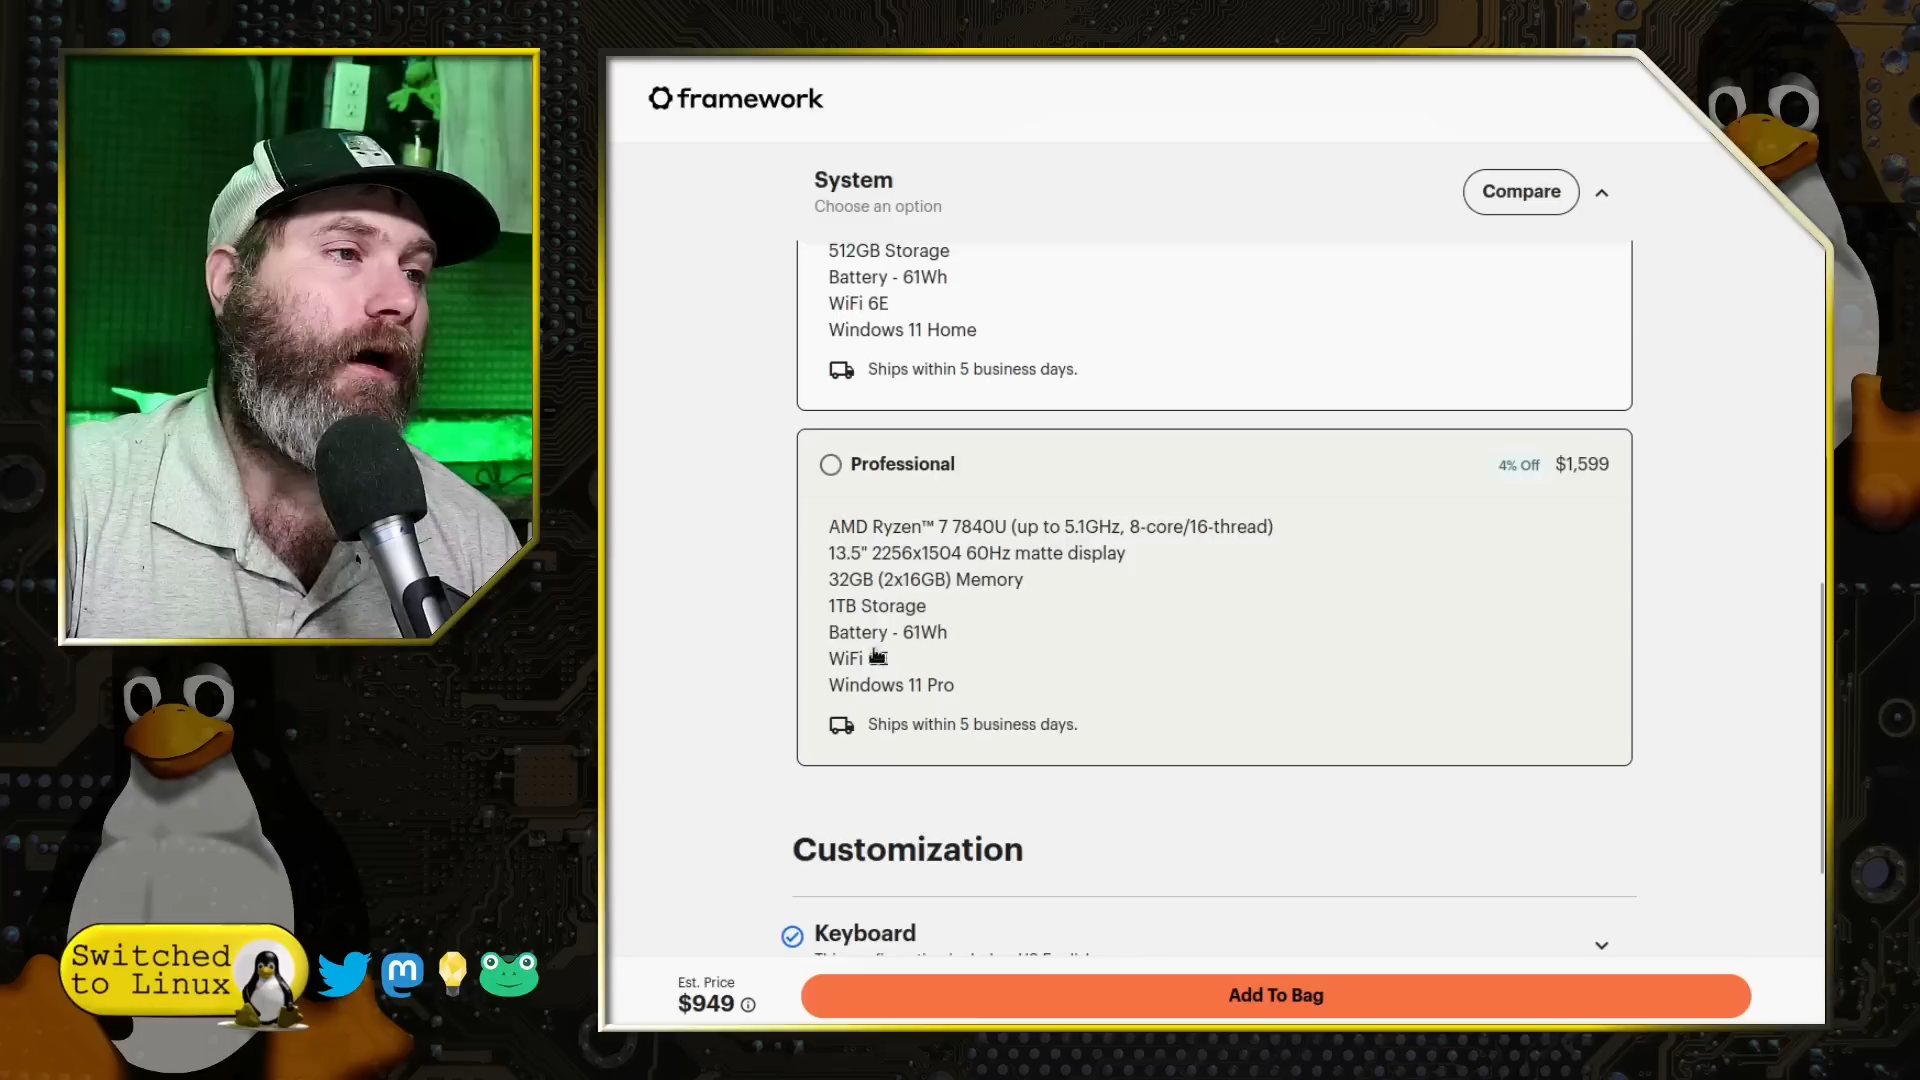 framework
System
Choose an option
Compare
512GB Storage
Battery - 61Wh
WiFi 6E
Windows 11 Home
Ships within 5 business days.
Professional
4% Off $1,599
AMD Ryzen™ 7 7840U (up to 5.1GHz, 8-core/16-thread)
13.5" 2256x1504 60Hz matte display
32GB (2x16GB) Memory
1TB Storage
Battery - 61Wh
WiFi
Windows 11 Pro
Ships within 5 business days.
Customization
Keyboard
Est. Price
$949
Add To Bag
Switched
to Linux